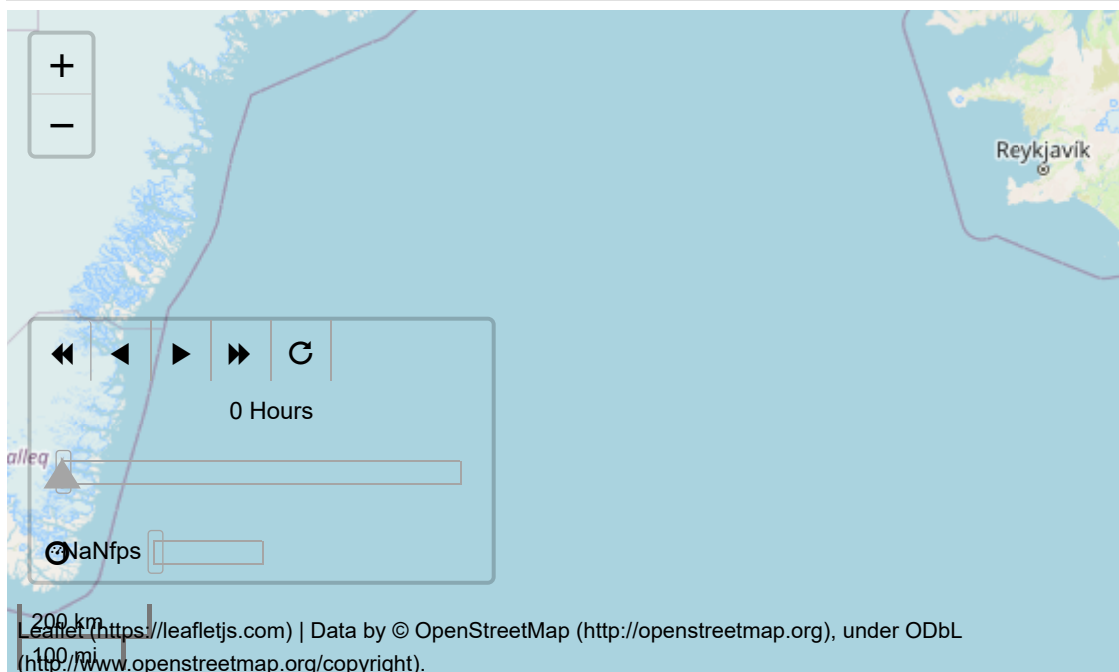 +
−
Reykjavík
0 Hours
alleq
NaNfps
200 km
100 mi
Leaflet (https://leafletjs.com) | Data by © OpenStreetMap (http://openstreetmap.org), under ODbL
(http://www.openstreetmap.org/copyright).